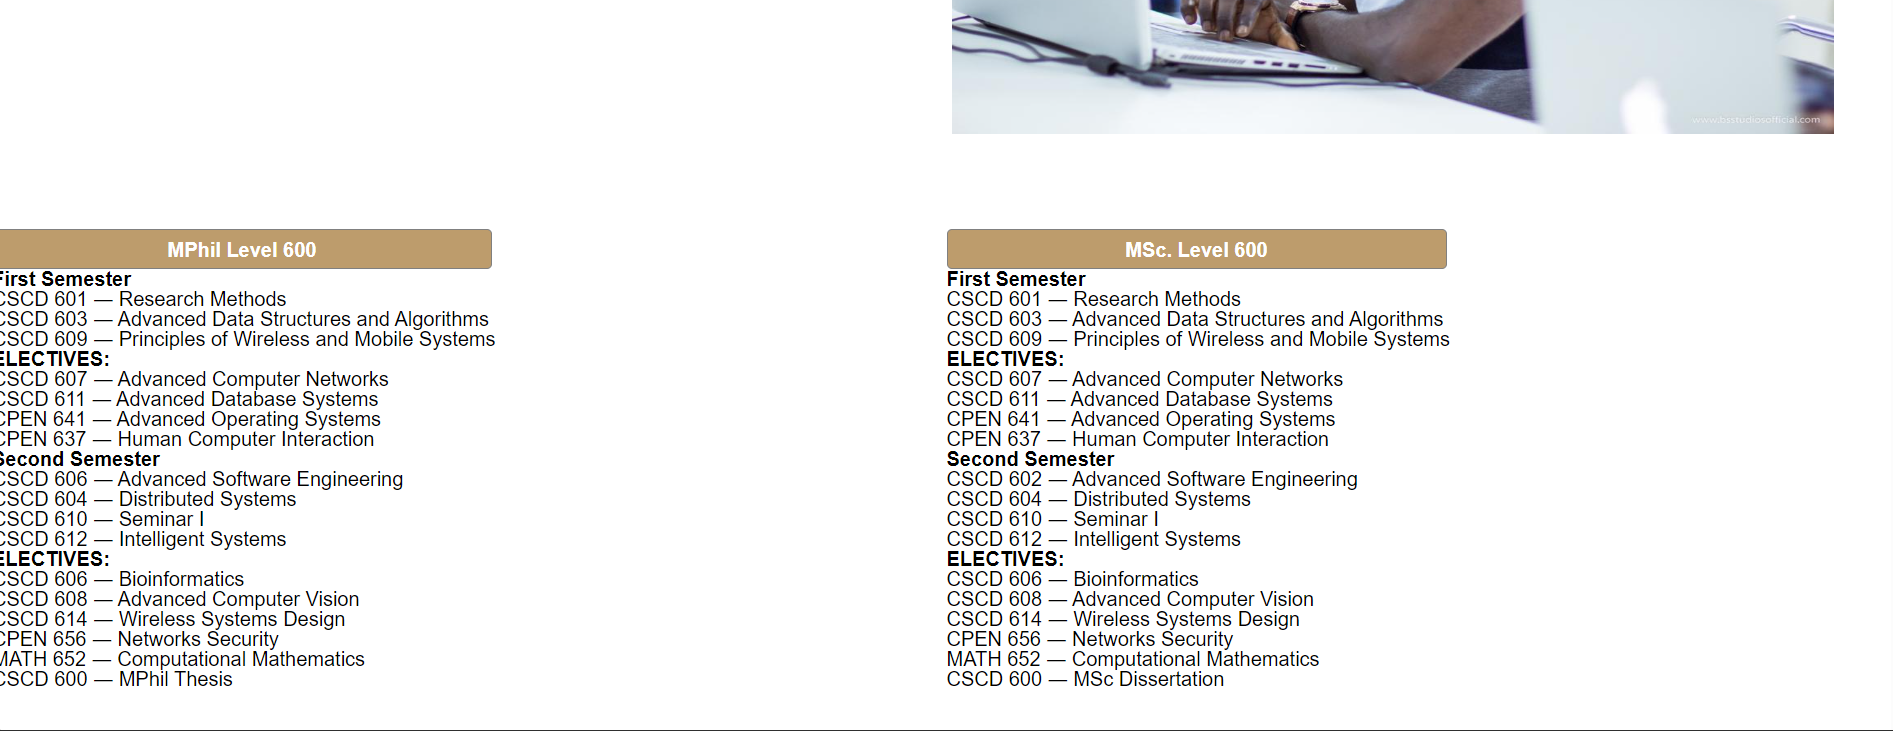 www.bsstudiosofficial.com
MPhil Level 600
First Semester
CSCD 601 — Research Methods
CSCD 603 — Advanced Data Structures and Algorithms
CSCD 609 — Principles of Wireless and Mobile Systems
ELECTIVES:
CSCD 607 — Advanced Computer Networks
CSCD 611 — Advanced Database Systems
CPEN 641 — Advanced Operating Systems
CPEN 637 — Human Computer Interaction
Second Semester
CSCD 606 — Advanced Software Engineering
CSCD 604 — Distributed Systems
CSCD 610 — Seminar I
CSCD 612 — Intelligent Systems
ELECTIVES:
CSCD 606 — Bioinformatics
CSCD 608 — Advanced Computer Vision
CSCD 614 — Wireless Systems Design
CPEN 656 — Networks Security
MATH 652 — Computational Mathematics
CSCD 600 — MPhil Thesis
MSc. Level 600
First Semester
CSCD 601 — Research Methods
CSCD 603 — Advanced Data Structures and Algorithms
CSCD 609 — Principles of Wireless and Mobile Systems
ELECTIVES:
CSCD 607 — Advanced Computer Networks
CSCD 611 — Advanced Database Systems
CPEN 641 — Advanced Operating Systems
CPEN 637 — Human Computer Interaction
Second Semester
CSCD 602 — Advanced Software Engineering
CSCD 604 — Distributed Systems
CSCD 610 — Seminar I
CSCD 612 — Intelligent Systems
ELECTIVES:
CSCD 606 — Bioinformatics
CSCD 608 — Advanced Computer Vision
CSCD 614 — Wireless Systems Design
CPEN 656 — Networks Security
MATH 652 — Computational Mathematics
CSCD 600 — MSc Dissertation